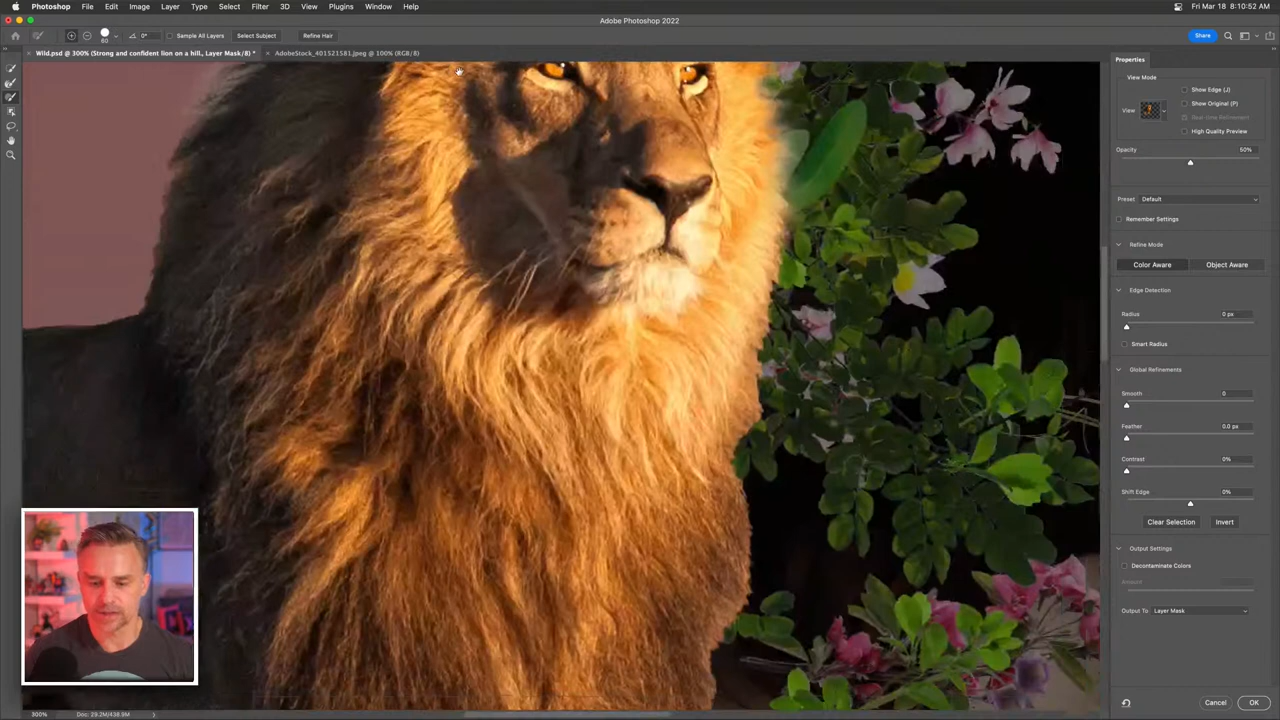 Photoshop File Edit Image Layer Type Select Filter 3D View Plugins Window Help Fri Mar 18 8:10:52 AM
Adobe Photoshop 2022
60 0° Sample All Layers Select Subject Refine Hair Share
Wild.psd @ 300% (Strong and confident lion on a hill., Layer Mask/8) * AdobeStock_401521581.jpeg @ 100% (RGB/8)
Properties
View Mode
Show Edge (J)
View Show Original (P)
Real-time Refinement
High Quality Preview
Opacity 50%
Preset: Default
Remember Settings
Refine Mode
Color Aware Object Aware
Edge Detection
Radius 0 px
Smart Radius
Global Refinements
Smooth 0
Feather 0.0 px
Contrast 0%
Shift Edge 0%
Clear Selection Invert
Output Settings
Decontaminate Colors
Amount
Output To Layer Mask
Cancel OK
300% Doc: 29.2M/438.9M